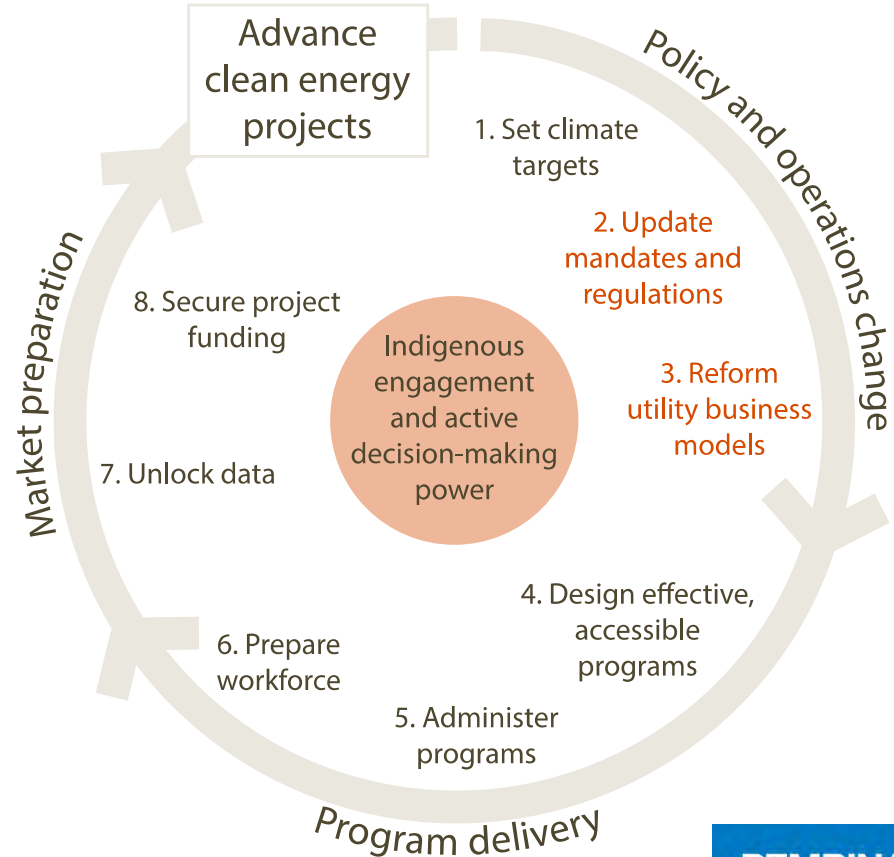 Advance
clean energy
projects
Policy and operations change
1. Set climate
targets
2. Update
mandates and
regulations
3. Reform
utility business
models
Indigenous
engagement
and active
decision-making
power
4. Design effective,
accessible
programs
5. Administer
programs
6. Prepare
workforce
Program delivery
7. Unlock data
8. Secure project
funding
Market preparation